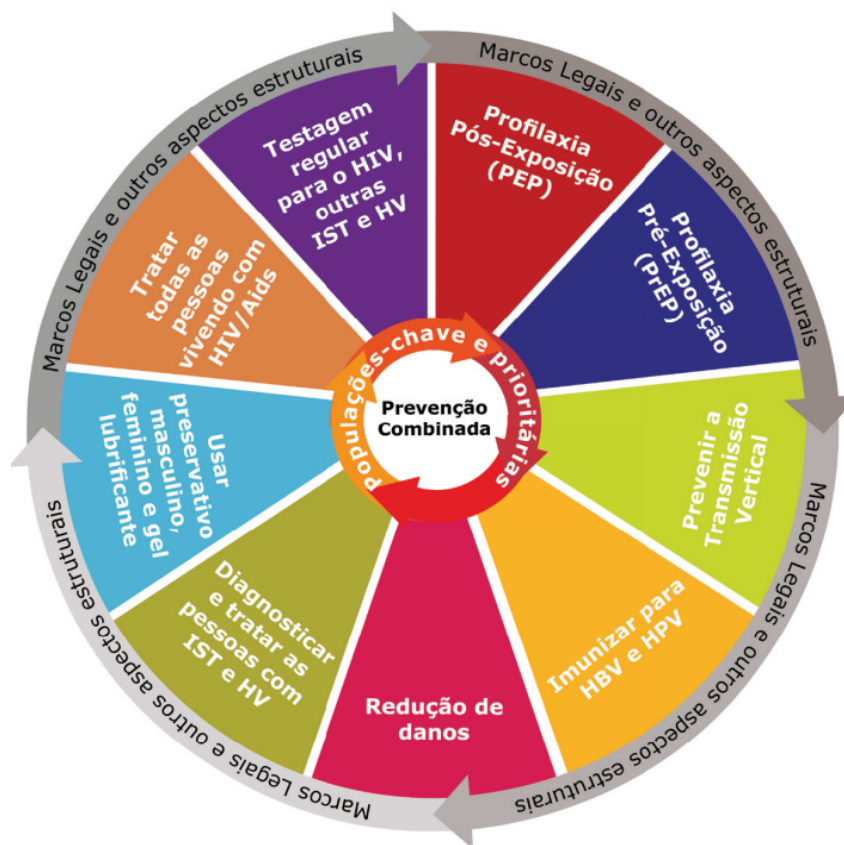 Marcos Legais e outros aspectos estruturais
Profilaxia
Pós-Exposição
(PEP)
Profilaxia
Pré-Exposição
(PrEP)
Prevenir a
Transmissão
Vertical
Marcos Legais e outros aspectos estruturais
Imunizar para
HBV e HPV
Redução de
danos
Marcos Legais e outros aspectos estruturais
Diagnosticar
e tratar as
pessoas com
IST e HV
Usar
preservativo
masculino,
feminino e gel
lubrificante
Marcos Legais e outros aspectos estruturais
Tratar
todas as
pessoas
vivendo com
HIV/Aids
Testagem
regular
para o HIV,
outras
IST e HV
Populações-chave e prioritárias
Prevenção
Combinada